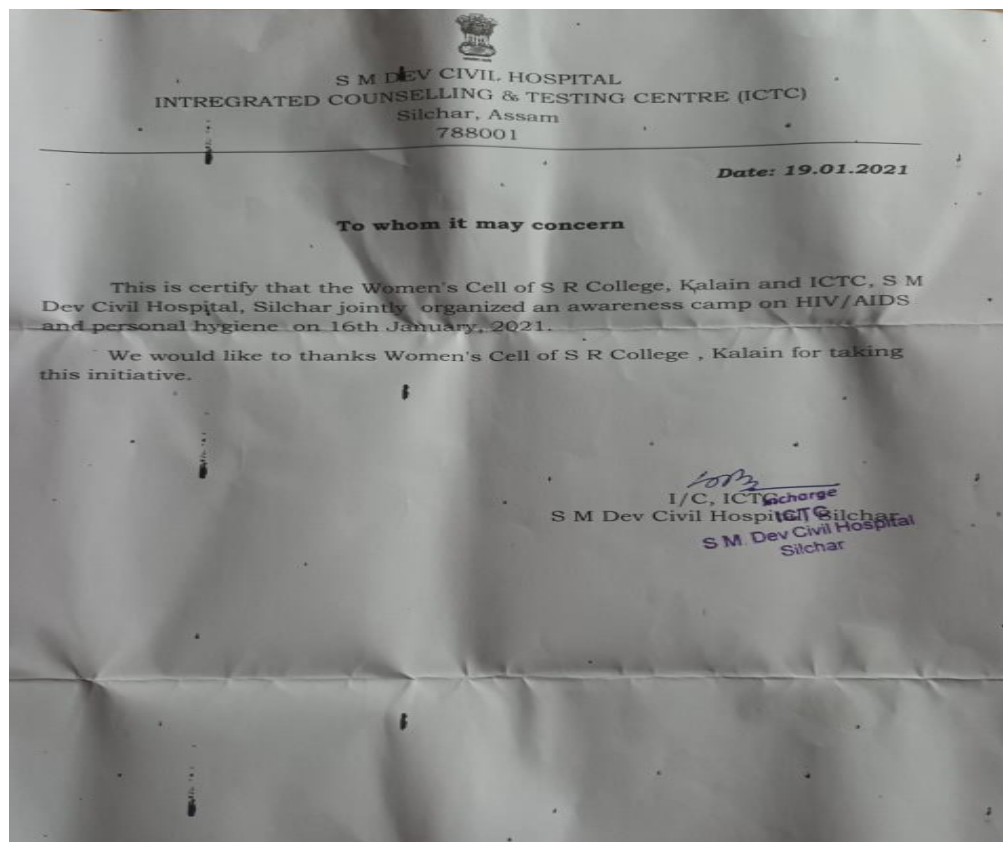 S M DEV CIVIL HOSPITAL
INTREGRATED COUNSELLING & TESTING CENTRE (ICTC)
Silchar, Assam
788001
Date: 19.01.2021
To whom it may concern
This is certify that the Women's Cell of S R College, Kalain and ICTC, S M
Dev Civil Hospital, Silchar jointly organized an awareness camp on HIV/AIDS
and personal hygiene on 16th January, 2021.
We would like to thanks Women's Cell of S R College , Kalain for taking
this initiative.
I/C, ICTC
Incharge
S M Dev Civil Hospital, Silchar
ICTC
S M. Dev Civil Hospital
Silchar